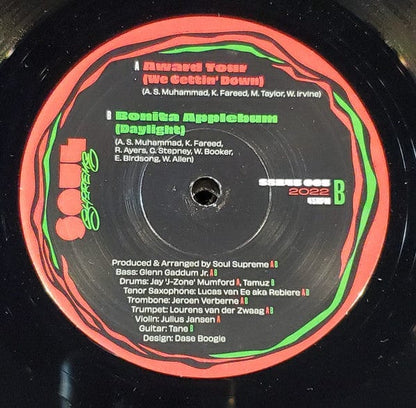 A Award Tour
(We Gettin' Down)
(A. S. Muhammad, K. Fareed, M. Taylor, W. Irvine)
B Bonita Applebum
(Daylight)
(A. S. Muhammad, K. Fareed,
R. Ayers, C. Stepney, W. Booker,
E. Birdsong, W. Allen)
SOUL
SUPREME
2022
B
Produced & Arranged by Soul Supreme A B
Bass: Glenn Gaddum Jr. A B
Drums: Jay 'J-Zone' Mumford A, Tamuz B
Tenor Saxophone: Lucas van Ee aka Rebiere A B
Trombone: Jeroen Verberne A B
Trumpet: Lourens van der Zwaag A B
Violin: Julius Jansen A
Guitar: Tane B
Design: Dase Boogie